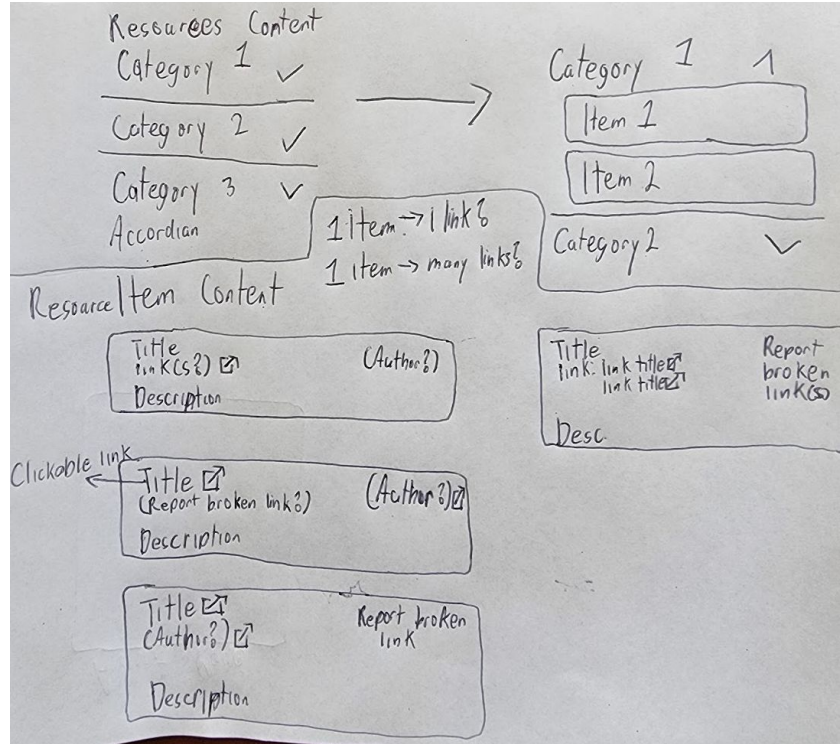 Resources Content
Category 1
Category 2
Category 3
Accordian
Category 1
Item 1
Item 2
Category 2
1 item → 1 link?
1 item → many links?
Resource Item Content
Title
link(s?)
(Author?)
Description
Title
link: link title
link title
Report
broken
link(s)
Desc.
Clickable link
Title
(Report broken link?)
(Author?)
Description
Title
(Author?)
Report broken
link
Description